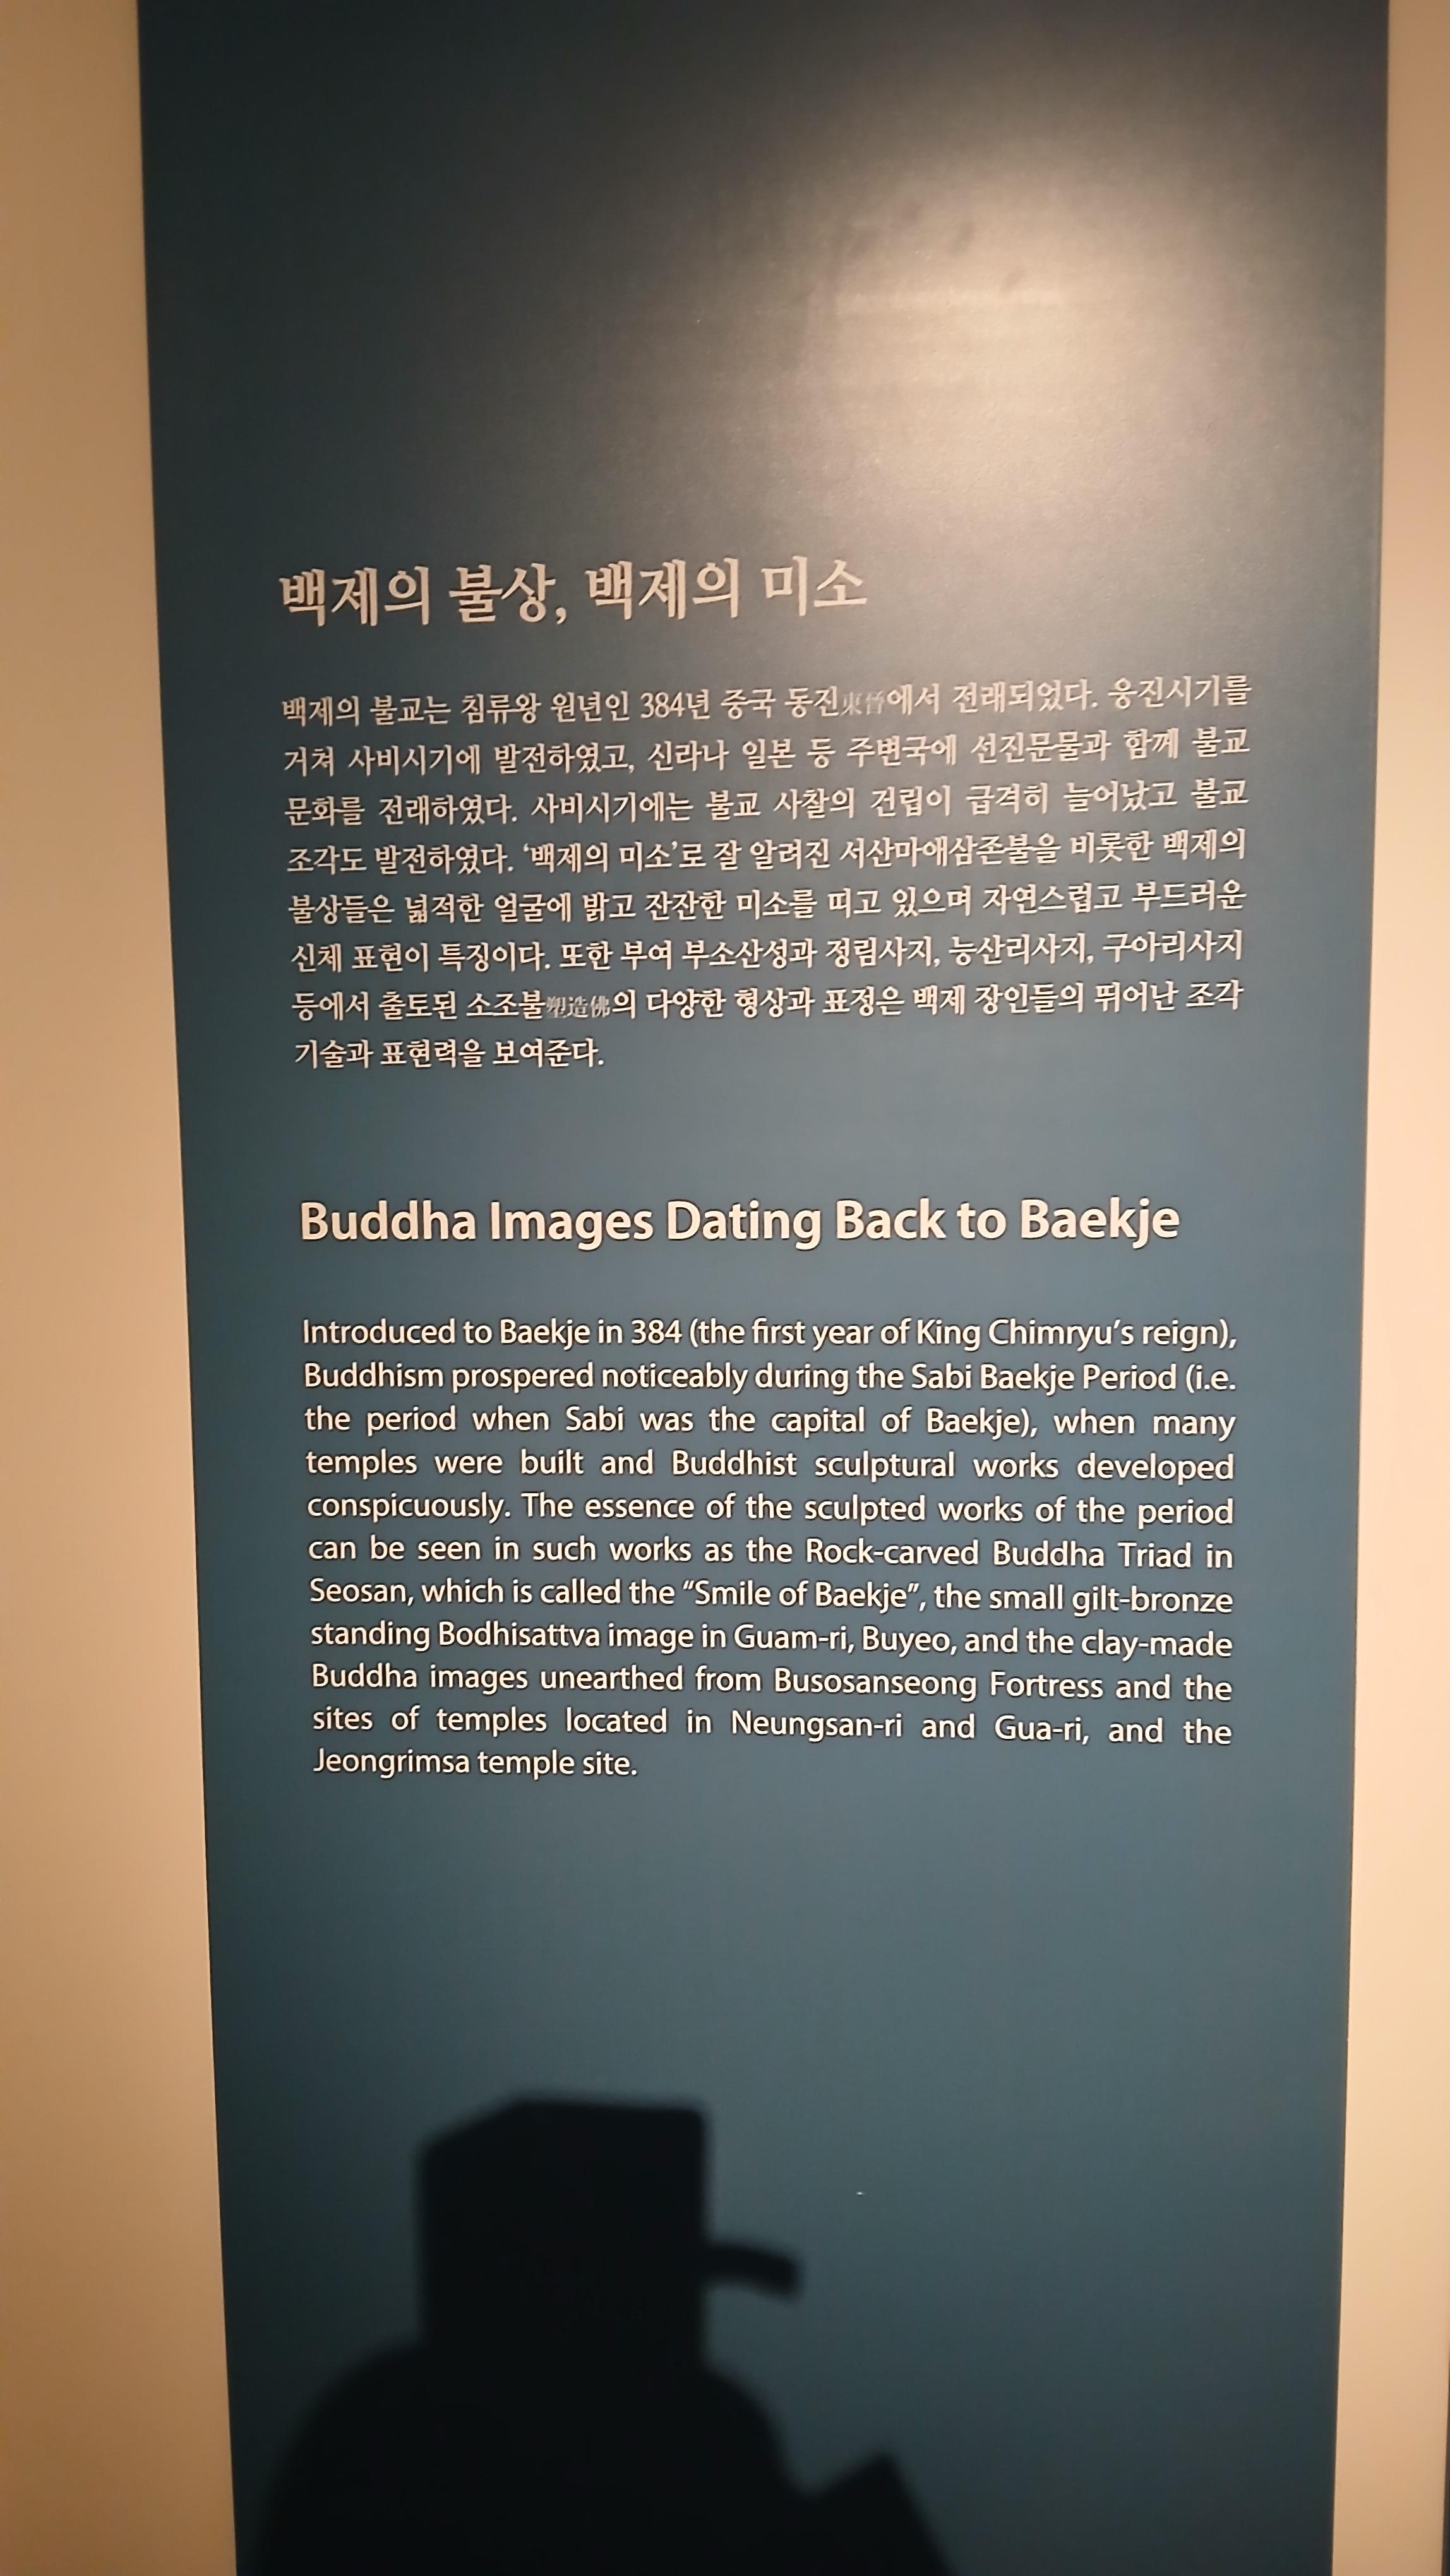 백제의 불상, 백제의 미소
백제의 불교는 침류왕 원년인 384년 중국 동진東晉에서 전래되었다. 웅진시기를
거쳐 사비시기에 발전하였고, 신라나 일본 등 주변국에 선진문물과 함께 불교
문화를 전래하였다. 사비시기에는 불교 사찰의 건립이 급격히 늘어났고 불교
조각도 발전하였다. ‘백제의 미소’로 잘 알려진 서산마애삼존불을 비롯한 백제의
불상들은 넓적한 얼굴에 밝고 잔잔한 미소를 띠고 있으며 자연스럽고 부드러운
신체 표현이 특징이다. 또한 부여 부소산성과 정림사지, 능산리사지, 구아리사지
등에서 출토된 소조불塑造佛의 다양한 형상과 표정은 백제 장인들의 뛰어난 조각
기술과 표현력을 보여준다.
Buddha Images Dating Back to Baekje
Introduced to Baekje in 384 (the first year of King Chimryu’s reign),
Buddhism prospered noticeably during the Sabi Baekje Period (i.e.
the period when Sabi was the capital of Baekje), when many
temples were built and Buddhist sculptural works developed
conspicuously. The essence of the sculpted works of the period
can be seen in such works as the Rock-carved Buddha Triad in
Seosan, which is called the “Smile of Baekje”, the small gilt-bronze
standing Bodhisattva image in Guam-ri, Buyeo, and the clay-made
Buddha images unearthed from Busosanseong Fortress and the
sites of temples located in Neungsan-ri and Gua-ri, and the
Jeongrimsa temple site.